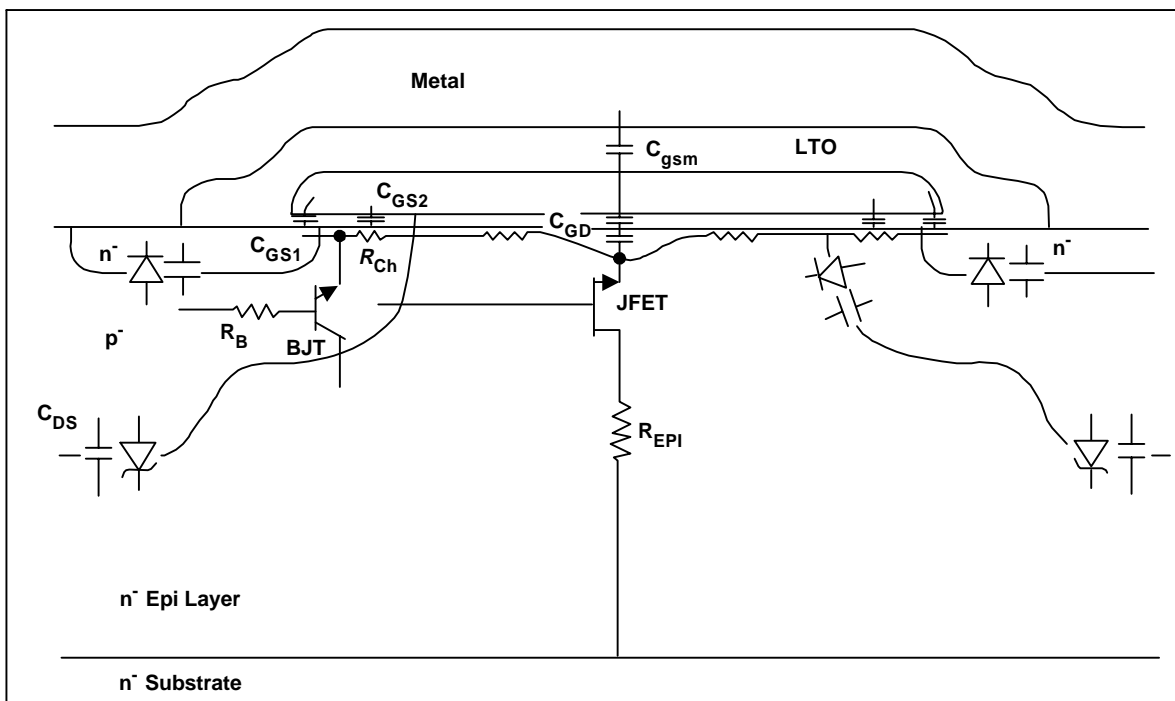 Metal
C_gsm
LTO
C_GS2
C_GD
C_GS1
R_Ch
n⁻
n⁻
JFET
R_B
BJT
p⁻
C_DS
R_EPI
n⁻ Epi Layer
n⁻ Substrate